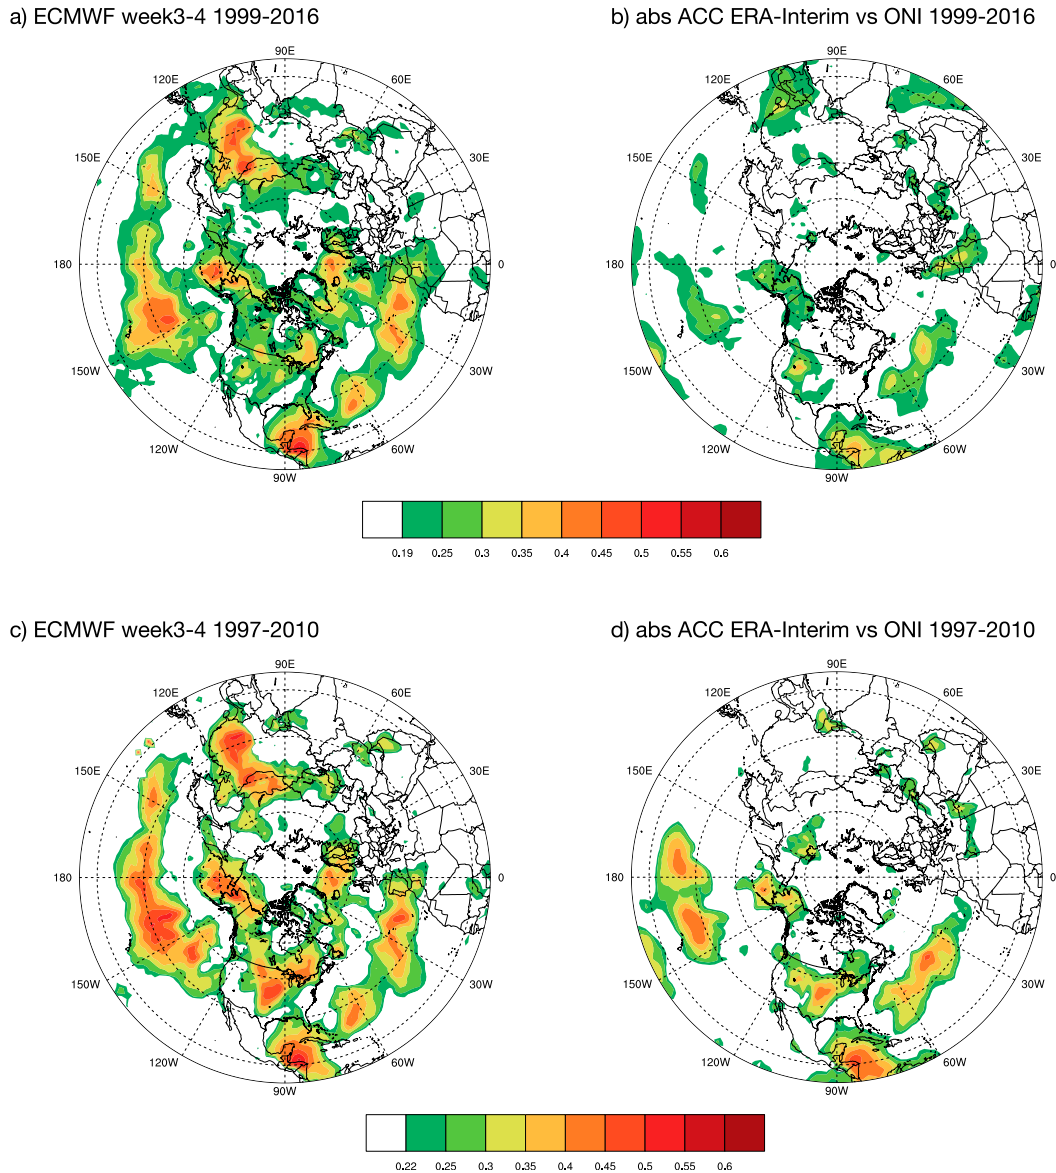 a) ECMWF week3-4 1999-2016
b) abs ACC ERA-Interim vs ONI 1999-2016
90E
120E
60E
150E
30E
180
0
150W
30W
120W
60W
90W
90E
120E
60E
150E
30E
180
0
150W
30W
120W
60W
90W
0.19 0.25 0.3 0.35 0.4 0.45 0.5 0.55 0.6
c) ECMWF week3-4 1997-2010
d) abs ACC ERA-Interim vs ONI 1997-2010
90E
120E
60E
150E
30E
180
0
150W
30W
120W
60W
90W
90E
120E
60E
150E
30E
180
0
150W
30W
120W
60W
90W
0.22 0.25 0.3 0.35 0.4 0.45 0.5 0.55 0.6